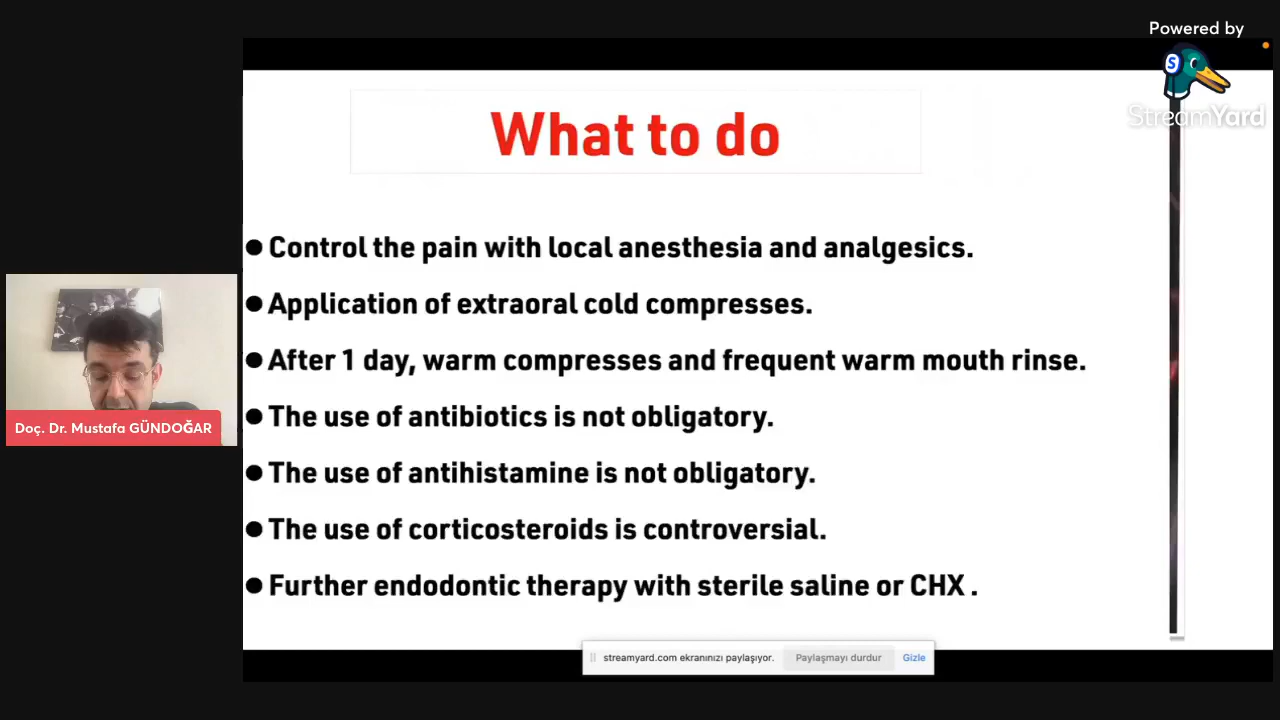 Powered by
StreamYard
What to do
● Control the pain with local anesthesia and analgesics.
● Application of extraoral cold compresses.
● After 1 day, warm compresses and frequent warm mouth rinse.
● The use of antibiotics is not obligatory.
● The use of antihistamine is not obligatory.
● The use of corticosteroids is controversial.
● Further endodontic therapy with sterile saline or CHX .
Doç. Dr. Mustafa GÜNDOĞAR
streamyard.com ekranınızı paylaşıyor. Paylaşmayı durdur Gizle